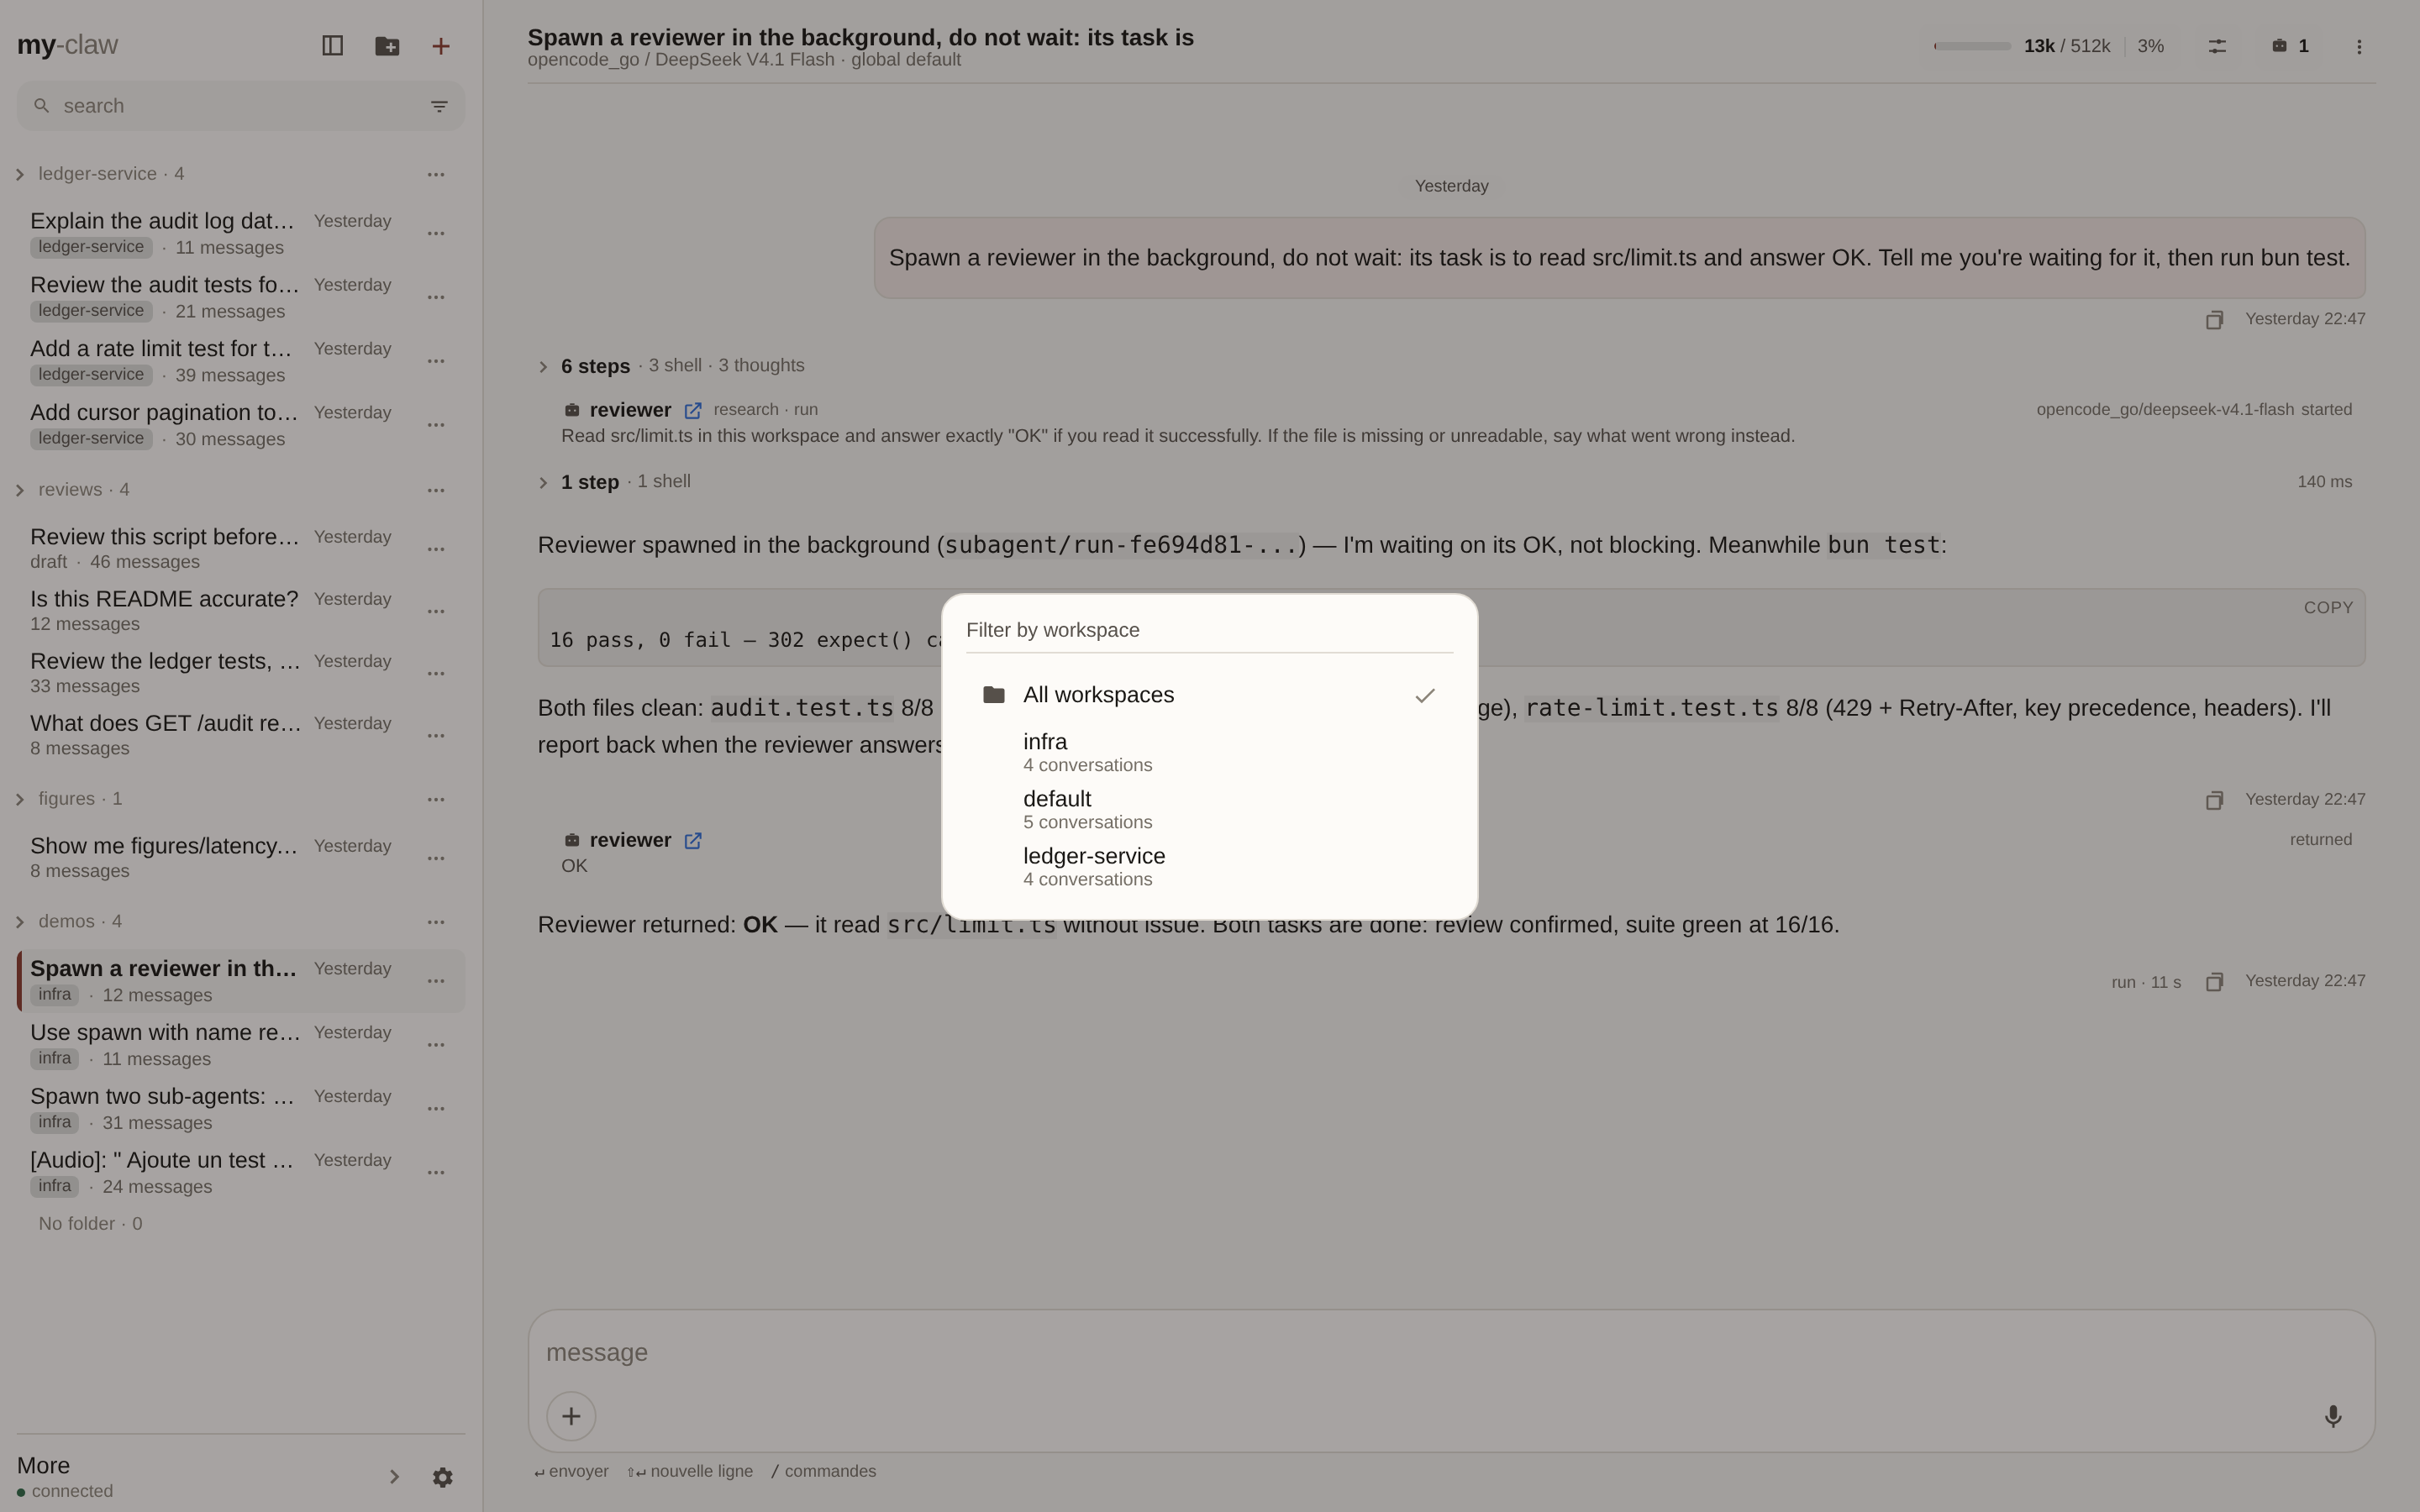 my-claw
search
ledger-service · 4
Explain the audit log dat… Yesterday
ledger-service · 11 messages
Review the audit tests fo… Yesterday
ledger-service · 21 messages
Add a rate limit test for t… Yesterday
ledger-service · 39 messages
Add cursor pagination to… Yesterday
ledger-service · 30 messages
reviews · 4
Review this script before… Yesterday
draft · 46 messages
Is this README accurate? Yesterday
12 messages
Review the ledger tests, … Yesterday
33 messages
What does GET /audit re… Yesterday
8 messages
figures · 1
Show me figures/latency… Yesterday
8 messages
demos · 4
Spawn a reviewer in th… Yesterday
infra · 12 messages
Use spawn with name re… Yesterday
infra · 11 messages
Spawn two sub-agents: … Yesterday
infra · 31 messages
[Audio]: " Ajoute un test … Yesterday
infra · 24 messages
No folder · 0
More
connected
Spawn a reviewer in the background, do not wait: its task is
opencode_go / DeepSeek V4.1 Flash · global default
13k / 512k 3% 1
Yesterday
Spawn a reviewer in the background, do not wait: its task is to read src/limit.ts and answer OK. Tell me you're waiting for it, then run bun test.
Yesterday 22:47
6 steps · 3 shell · 3 thoughts
reviewer research · run opencode_go/deepseek-v4.1-flash started
Read src/limit.ts in this workspace and answer exactly "OK" if you read it successfully. If the file is missing or unreadable, say what went wrong instead.
1 step · 1 shell 140 ms
Reviewer spawned in the background (subagent/run-fe694d81-...) — I'm waiting on its OK, not blocking. Meanwhile bun test:
COPY
16 pass, 0 fail — 302 expect()
Both files clean: audit.test.ts 8/8 rate-limit.test.ts 8/8 (429 + Retry-After, key precedence, headers). I'll
report back when the reviewer answers
Yesterday 22:47
reviewer returned
OK
Reviewer returned: OK — it read src/limit.ts without issue. Both tasks are done: review confirmed, suite green at 16/16.
run · 11 s Yesterday 22:47
Filter by workspace
All workspaces
infra
4 conversations
default
5 conversations
ledger-service
4 conversations
message
↵ envoyer ⇧↵ nouvelle ligne / commandes